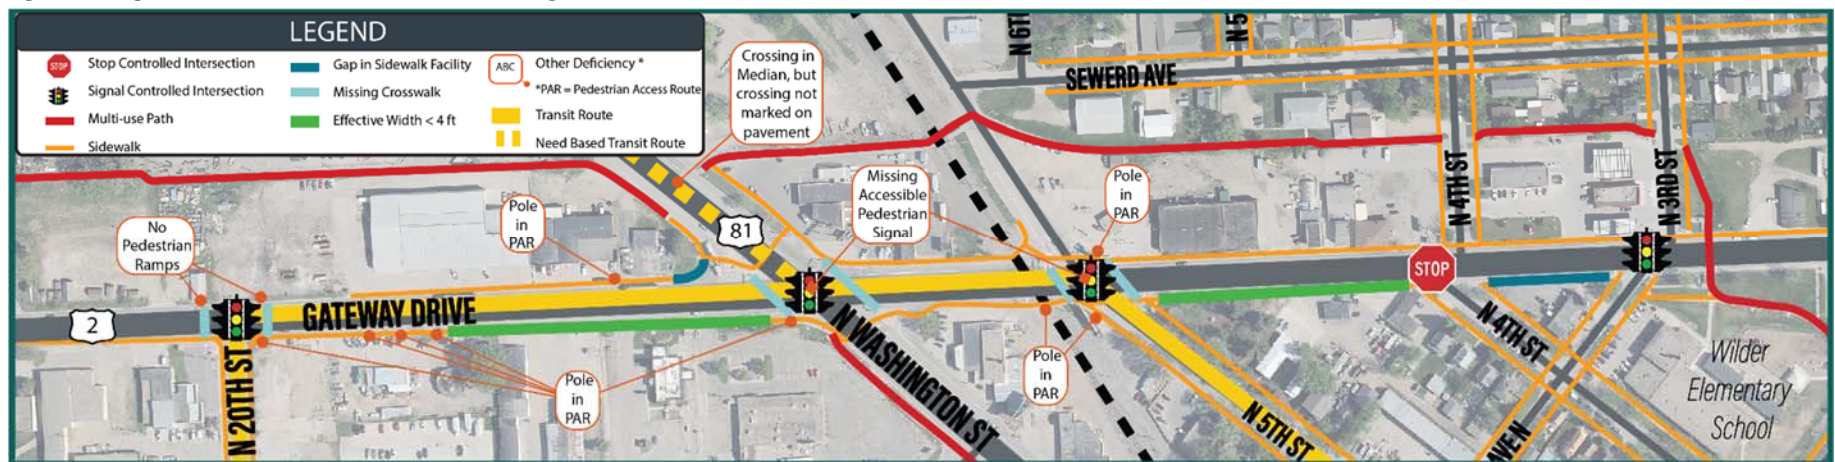 LEGEND
STOP
Stop Controlled Intersection
Signal Controlled Intersection
Multi-use Path
Sidewalk
Gap in Sidewalk Facility
Missing Crosswalk
Effective Width < 4 ft
ABC
Other Deficiency *
*PAR = Pedestrian Access Route
Transit Route
Need Based Transit Route
Crossing in
Median, but
crossing not
marked on
pavement
N 6TH
N 5
SEWERD AVE
No
Pedestrian
Ramps
Pole
in
PAR
81
Missing
Accessible
Pedestrian
Signal
Pole
in
PAR
N 4TH ST
N 3RD ST
STOP
2
GATEWAY DRIVE
N 20TH ST
Pole
in
PAR
N WASHINGTON ST
Pole
in
PAR
N 5TH ST
N 4TH ST
AVE N
Wilder
Elementary
School